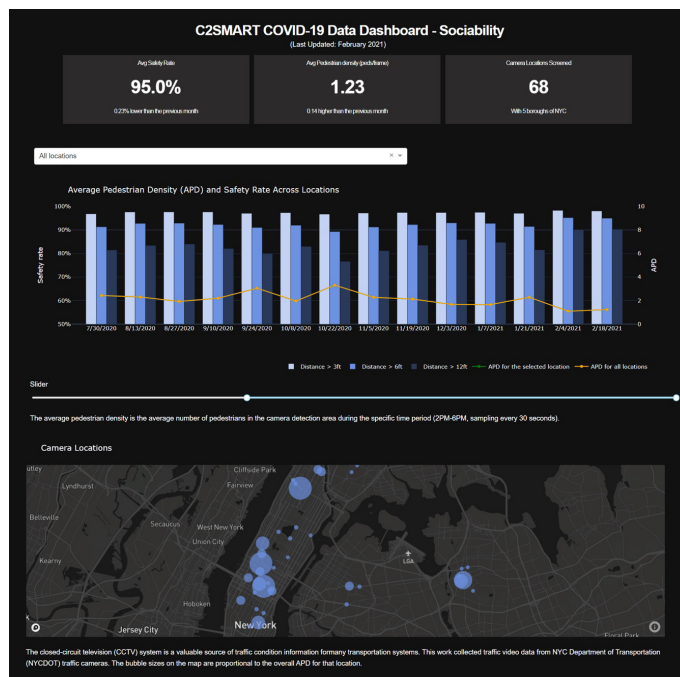 C2SMART COVID-19 Data Dashboard - Sociability
(Last Updated: February 2021)
Avg Safety Rate
95.0%
0.23% lower than the previous month
Avg Pedestrian density (peds/frame)
1.23
0.14 higher than the previous month
Camera Locations Screened
68
With 5 boroughs of NYC
All locations
Average Pedestrian Density (APD) and Safety Rate Across Locations
100%
90%
80%
70%
60%
50%
Safety rate
10
8
6
4
2
0
APD
7/30/2020 8/13/2020 8/27/2020 9/10/2020 9/24/2020 10/8/2020 10/22/2020 11/5/2020 11/19/2020 12/3/2020 1/7/2021 1/21/2021 2/4/2021 2/18/2021
Distance > 3ft Distance > 6ft Distance > 12ft APD for the selected location APD for all locations
Slider
The average pedestrian density is the average number of pedestrians in the camera detection area during the specific time period (2PM-6PM, sampling every 30 seconds).
Camera Locations
utley
Cliffside Park
Lyndhurst
Fairview
Belleville
Secaucus
West New York
Union City
Kearny
LGA
Hoboken
Jersey City
New York
Floral Park
The closed-circuit television (CCTV) system is a valuable source of traffic condition information formany transportation systems. This work collected traffic video data from NYC Department of Transportation
(NYCDOT) traffic cameras. The bubble sizes on the map are proportional to the overall APD for that location.